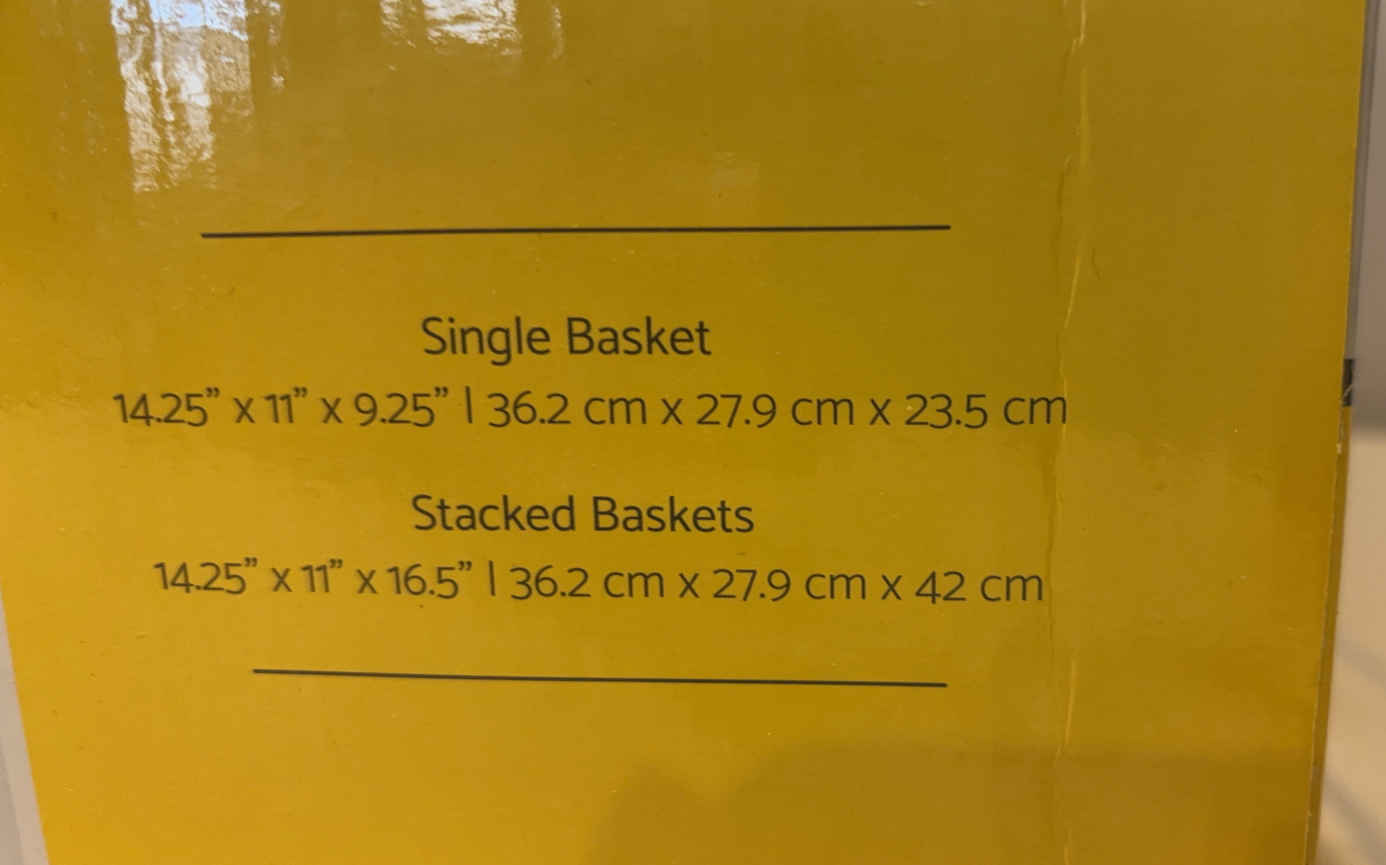 Single Basket
14.25” x 11” x 9.25” | 36.2 cm x 27.9 cm x 23.5 cm
Stacked Baskets
14.25” x 11” x 16.5” | 36.2 cm x 27.9 cm x 42 cm